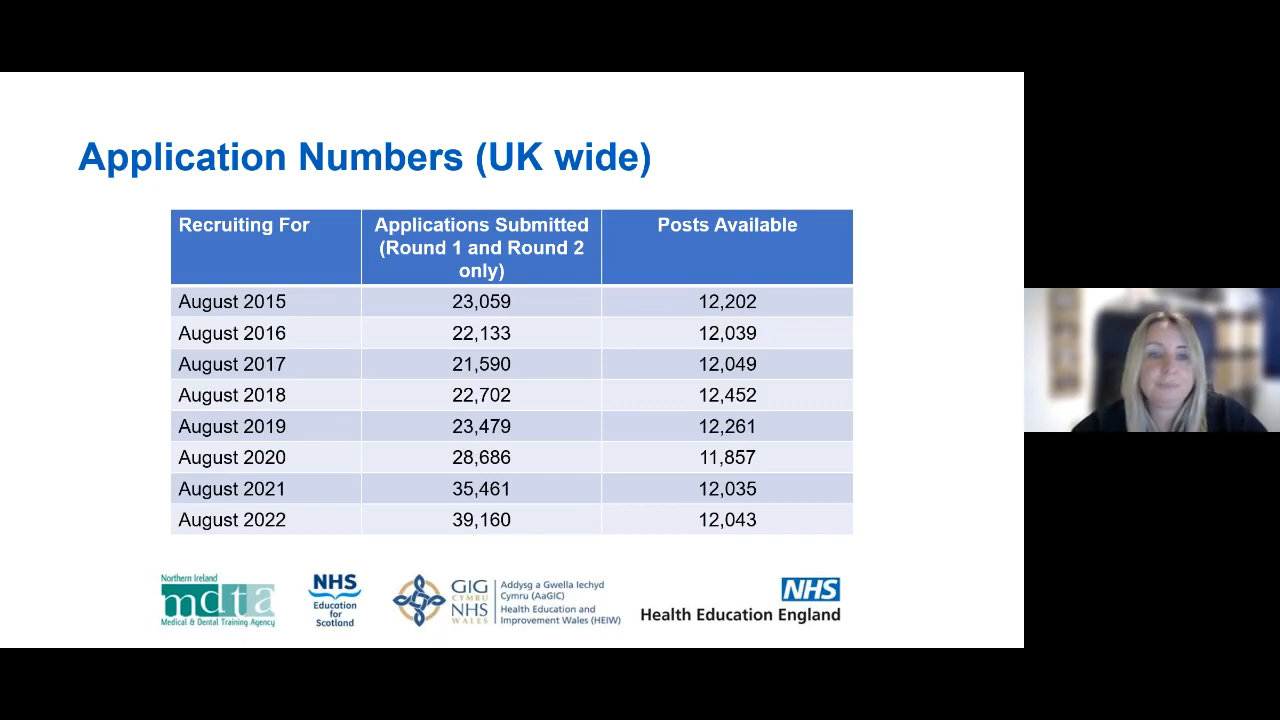 Application Numbers (UK wide)
Recruiting For
Applications Submitted
(Round 1 and Round 2
only)
Posts Available
August 2015 23,059 12,202
August 2016 22,133 12,039
August 2017 21,590 12,049
August 2018 22,702 12,452
August 2019 23,479 12,261
August 2020 28,686 11,857
August 2021 35,461 12,035
August 2022 39,160 12,043
Northern Ireland
mdta
Medical & Dental Training Agency
NHS
Education
for
Scotland
GIG
CYMRU
NHS
WALES
Addysg a Gwella Iechyd
Cymru (AaGIC)
Health Education and
Improvement Wales (HEIW)
NHS
Health Education England